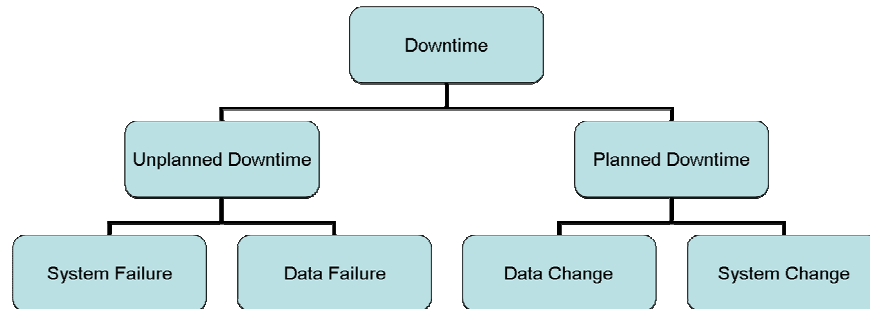 Downtime
Unplanned Downtime
Planned Downtime
System Failure
Data Failure
Data Change
System Change